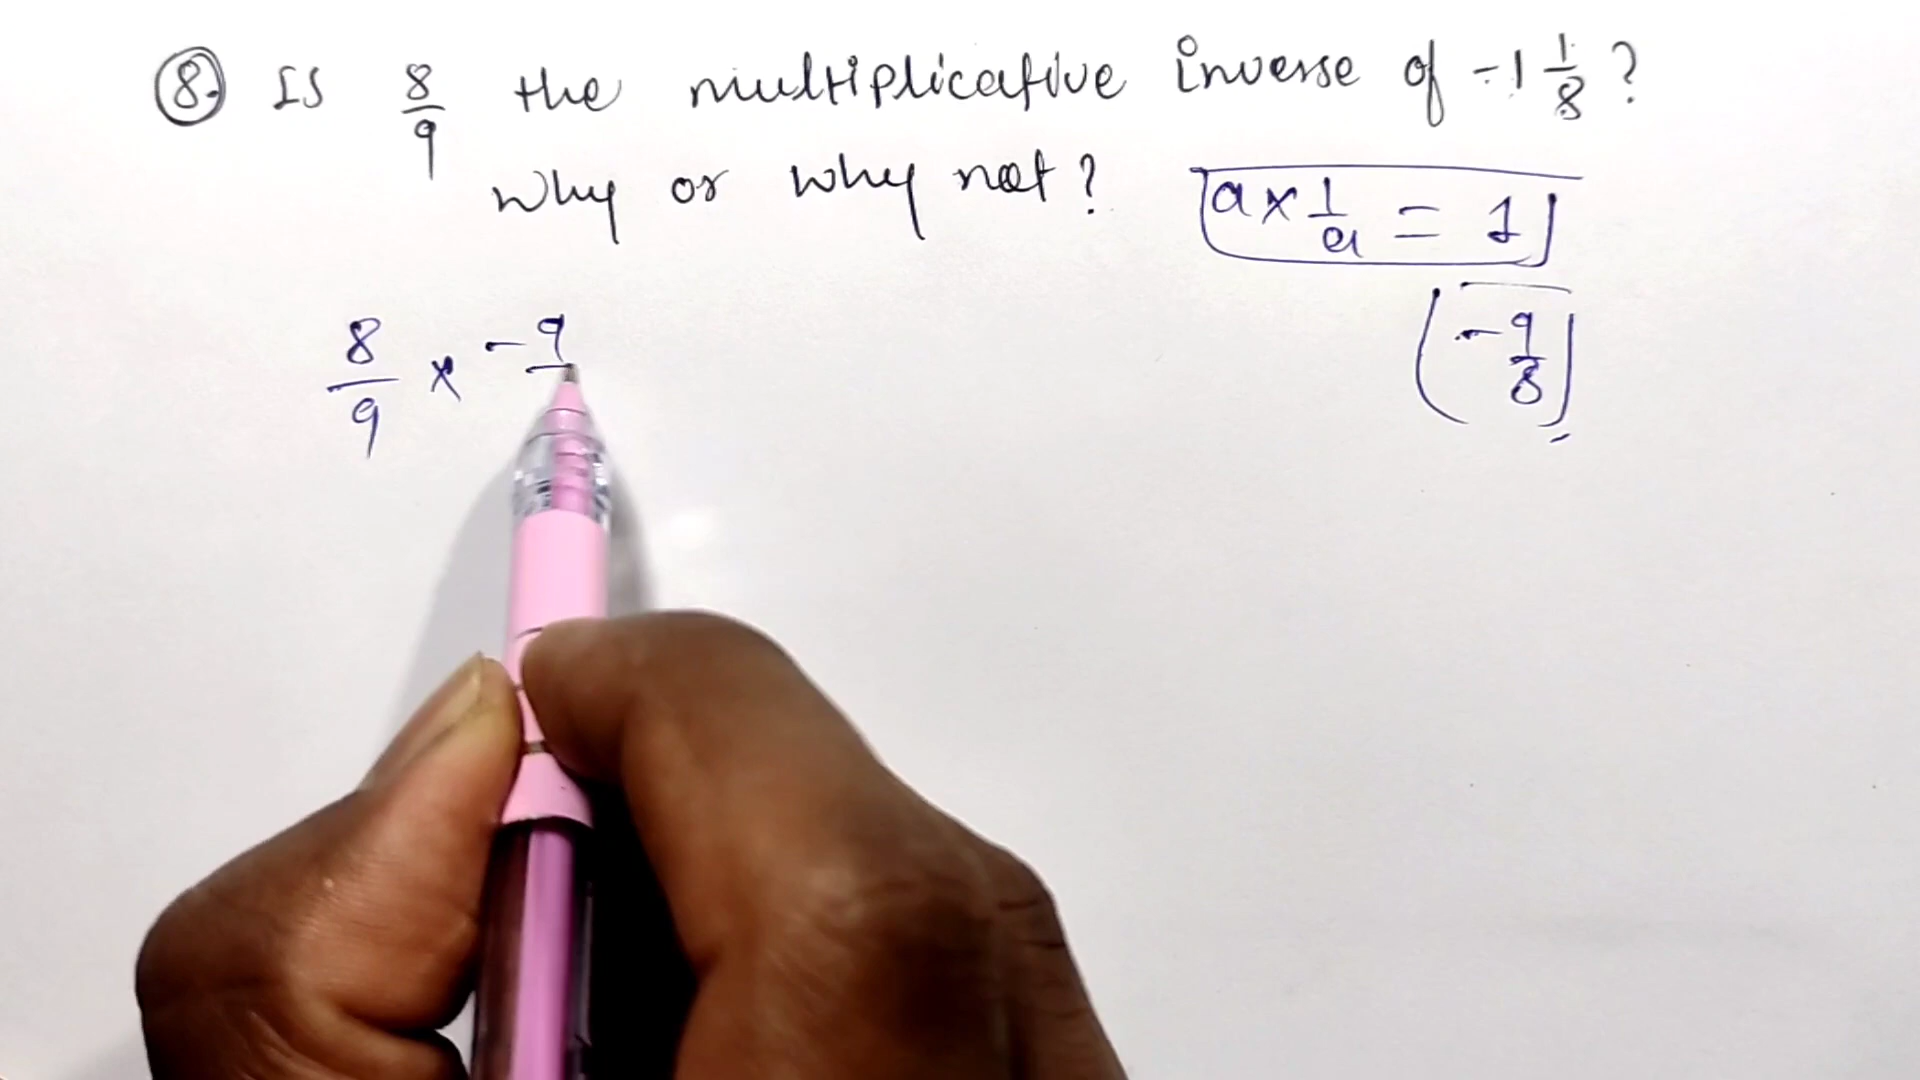 8. Is 8/9 the multiplicative inverse of -1 1/8 ?
Why or why not ?
a × 1/a = 1
(-9/8)
8/9 × -9